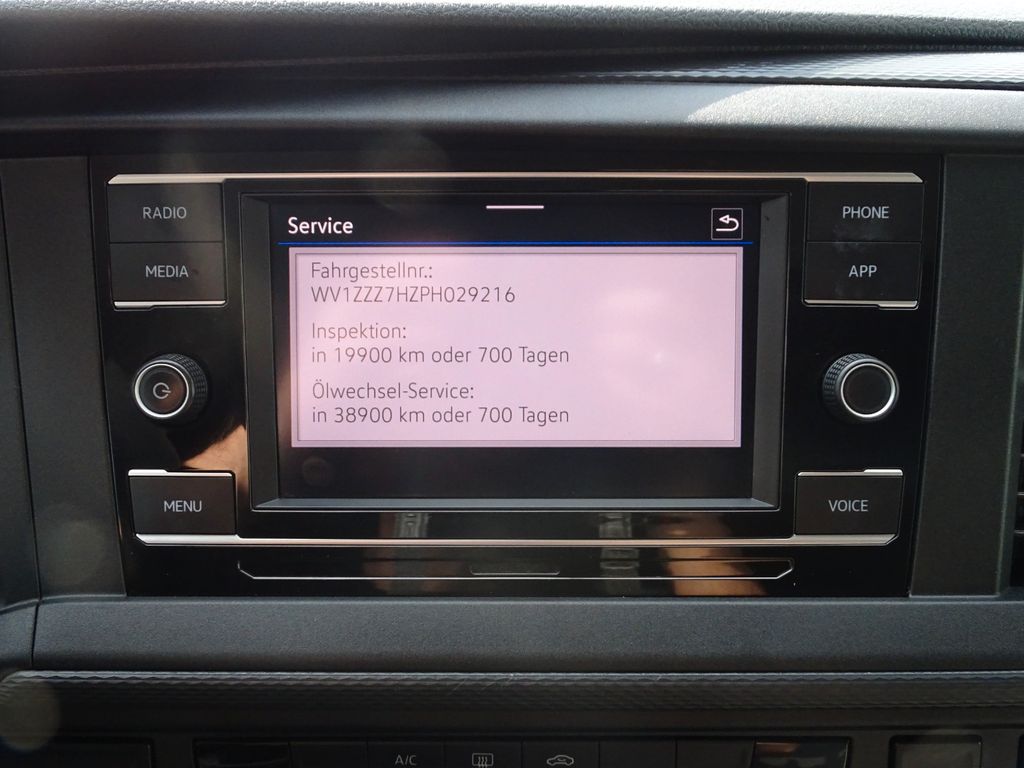 Service
RADIO
PHONE
MEDIA
APP
Fahrgestellnr.:
WV1ZZZ7HZPH029216
Inspektion:
in 19900 km oder 700 Tagen
Ölwechsel-Service:
in 38900 km oder 700 Tagen
MENU
VOICE
A/C